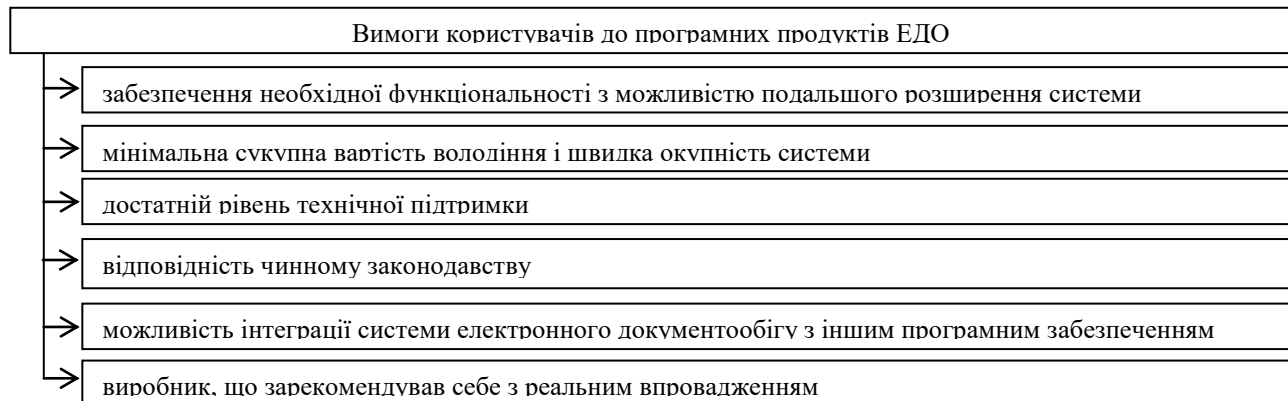 Вимоги користувачів до програмних продуктів ЕДО
забезпечення необхідної функціональності з можливістю подальшого розширення системи
мінімальна сукупна вартість володіння і швидка окупність системи
достатній рівень технічної підтримки
відповідність чинному законодавству
можливість інтеграції системи електронного документообігу з іншим програмним забезпеченням
виробник, що зарекомендував себе з реальним впровадженням